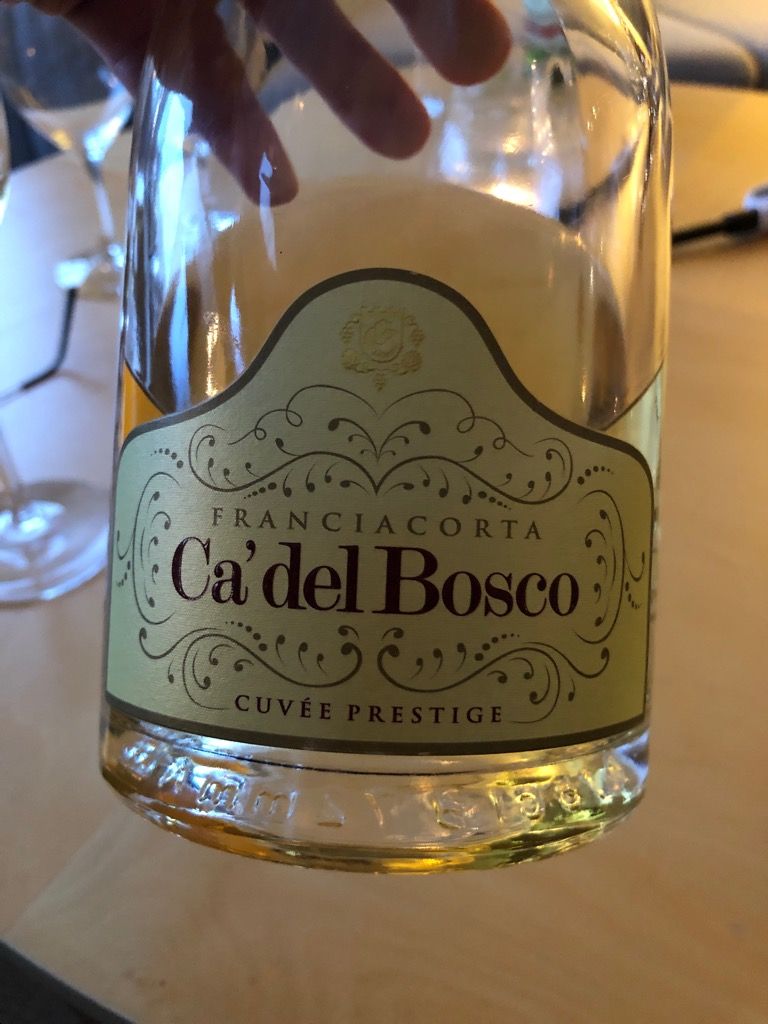 FRANCIACORTA
Ca'del Bosco
CUVÉE PRESTIGE